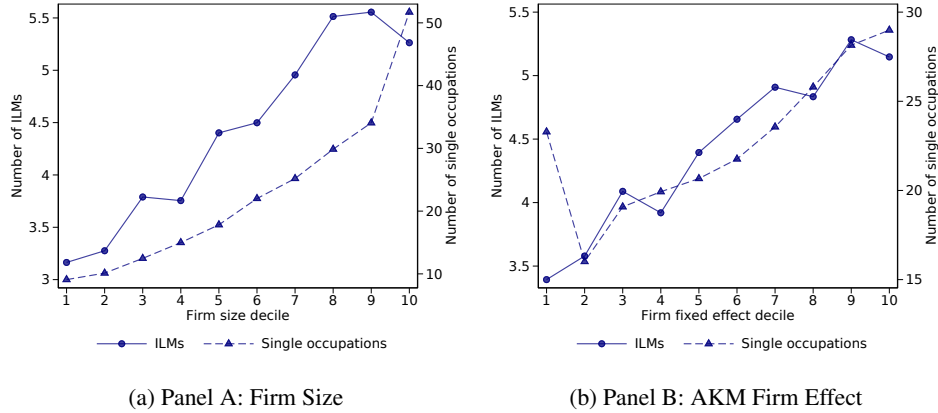 5.5
5
4.5
4
3.5
3
Number of ILMs
50
40
30
20
10
Number of single occupations
1 2 3 4 5 6 7 8 9 10
Firm size decile
ILMs Single occupations
(a) Panel A: Firm Size
5.5
5
4.5
4
3.5
Number of ILMs
30
25
20
15
Number of single occupations
1 2 3 4 5 6 7 8 9 10
Firm fixed effect decile
ILMs Single occupations
(b) Panel B: AKM Firm Effect